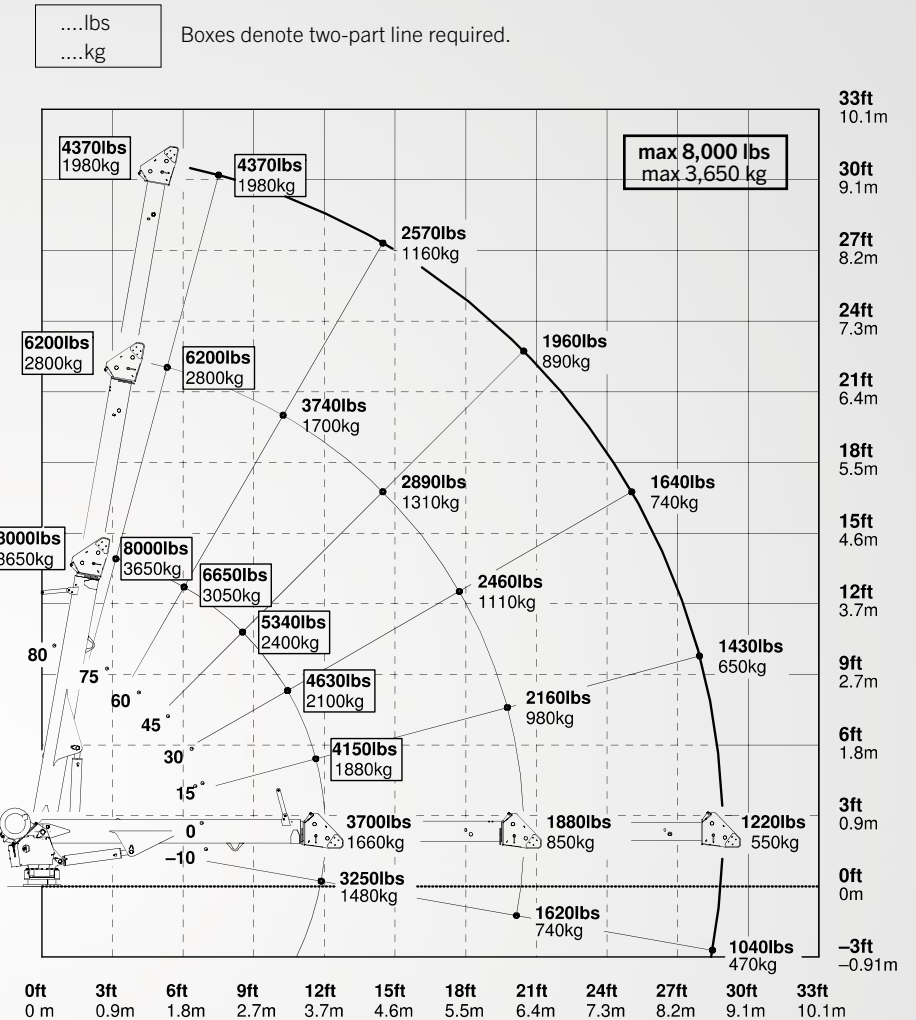 ....lbs
....kg
Boxes denote two-part line required.
33ft
10.1m
max 8,000 lbs
max 3,650 kg
4370lbs
1980kg
4370lbs
1980kg
30ft
9.1m
2570lbs
1160kg
27ft
8.2m
24ft
7.3m
6200lbs
2800kg
6200lbs
2800kg
1960lbs
890kg
21ft
6.4m
3740lbs
1700kg
18ft
5.5m
2890lbs
1310kg
1640lbs
740kg
15ft
4.6m
8000lbs
3650kg
8000lbs
3650kg
6650lbs
3050kg
2460lbs
1110kg
12ft
3.7m
5340lbs
2400kg
80
75
60
45
30
15
0
–10
4630lbs
2100kg
1430lbs
650kg
9ft
2.7m
2160lbs
980kg
4150lbs
1880kg
6ft
1.8m
3700lbs
1660kg
1880lbs
850kg
1220lbs
550kg
3ft
0.9m
3250lbs
1480kg
0ft
0m
1620lbs
740kg
1040lbs
470kg
–3ft
–0.91m
0ft 3ft 6ft 9ft 12ft 15ft 18ft 21ft 24ft 27ft 30ft 33ft
0 m 0.9m 1.8m 2.7m 3.7m 4.6m 5.5m 6.4m 7.3m 8.2m 9.1m 10.1m